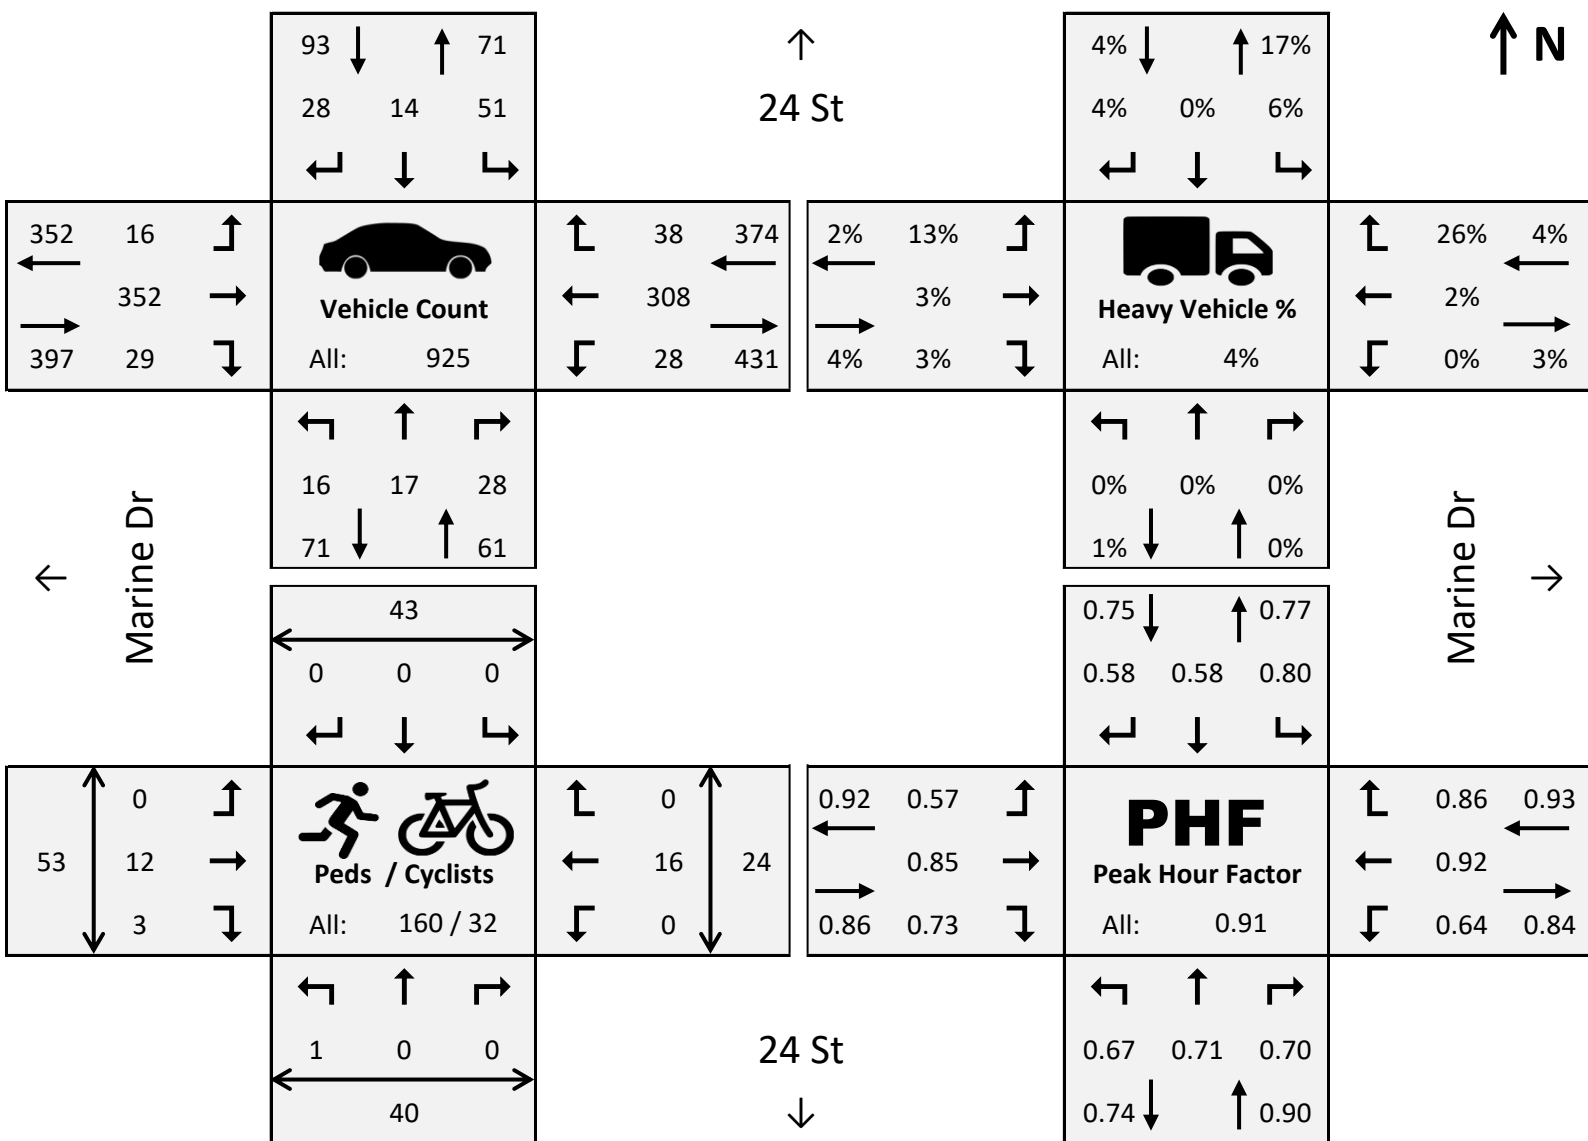 93 71
28 14 51
352 16
352
397 29
Vehicle Count
All: 925
38 374
308
28 431
16 17 28
71 61
24 St
4% 17%
4% 0% 6%
N
2% 13%
3%
4% 3%
Heavy Vehicle %
All: 4%
26% 4%
2%
0% 3%
0% 0% 0%
1% 0%
Marine Dr
Marine Dr
43
0 0 0
0
53 12
3
Peds / Cyclists
All: 160 / 32
0
16 24
0
1 0 0
40
24 St
0.75 0.77
0.58 0.58 0.80
0.92 0.57
0.85
0.86 0.73
PHF
Peak Hour Factor
All: 0.91
0.86 0.93
0.92
0.64 0.84
0.67 0.71 0.70
0.74 0.90